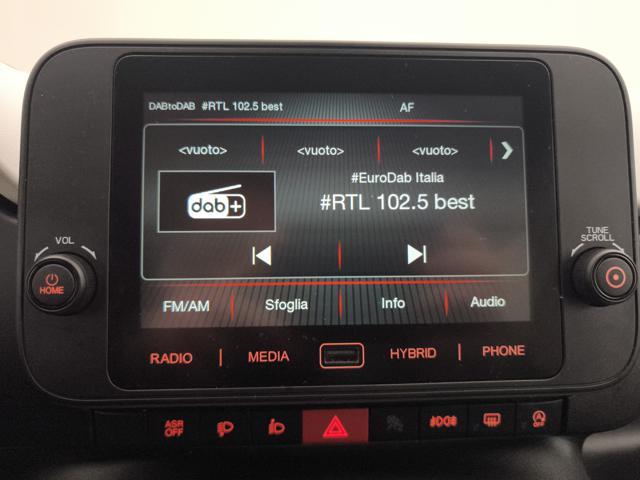 DABtoDAB #RTL 102.5 best AF
<vuoto> <vuoto> <vuoto>
#EuroDab Italia
dab+ #RTL 102.5 best
VOL
TUNE
SCROLL
HOME
FM/AM Sfoglia Info Audio
RADIO MEDIA HYBRID PHONE
ASR
OFF